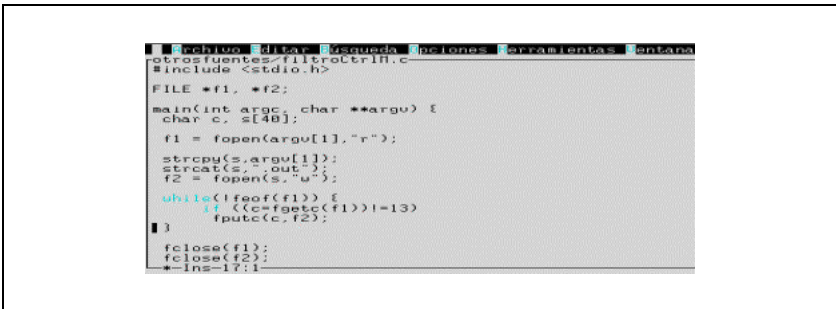 Archivo Editar Búsqueda Opciones Herramientas Ventana
otrosfuentes/filtroCtrlM.c
#include <stdio.h>
FILE *f1, *f2;
main(int argc, char **argv) {
char c, s[40];
f1 = fopen(argv[1],"r");
strcpy(s,argv[1]);
strcat(s,".out");
f2 = fopen(s,"w");
while(!feof(f1)) {
if ((c=fgetc(f1))!=13)
fputc(c,f2);
}
fclose(f1);
fclose(f2);
*-Ins-17:1